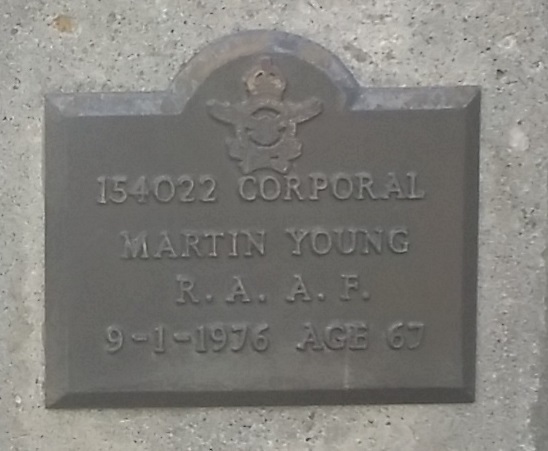 154022 CORPORAL
MARTIN YOUNG
R. A. A. F.
9-1-1976 AGE 67